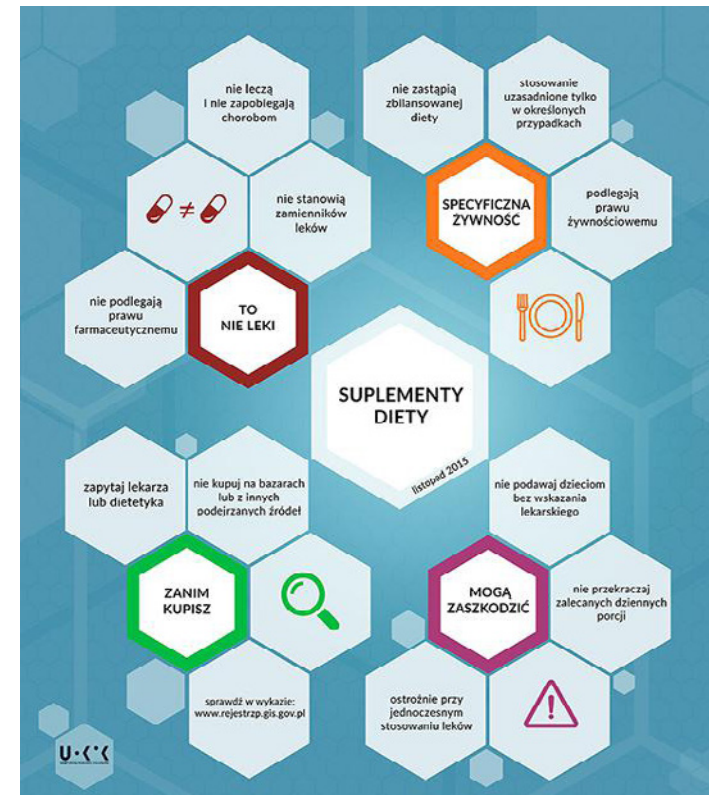 nie leczą
i nie zapobiegają
chorobom
≠
nie stanowią
zamienników
leków
nie podlegają
prawu
farmaceutycznemu
TO
NIE LEKI
nie zastąpią
zbilansowanej
diety
stosowanie
uzasadnione tylko
w określonych
przypadkach
SPECYFICZNA
ŻYWNOŚĆ
podlegają
prawu
żywnościowemu
SUPLEMENTY
DIETY
listopad 2015
zapytaj lekarza
lub dietetyka
nie kupuj na bazarach
lub z innych
podejrzanych źródeł
ZANIM
KUPISZ
sprawdź w wykazie:
www.rejestrzp.gis.gov.pl
nie podawaj dzieciom
bez wskazania
lekarskiego
MOGĄ
ZASZKODZIĆ
nie przekraczaj
zalecanych dziennych
porcji
ostrożnie przy
jednoczesnym
stosowaniu leków
UOKiK